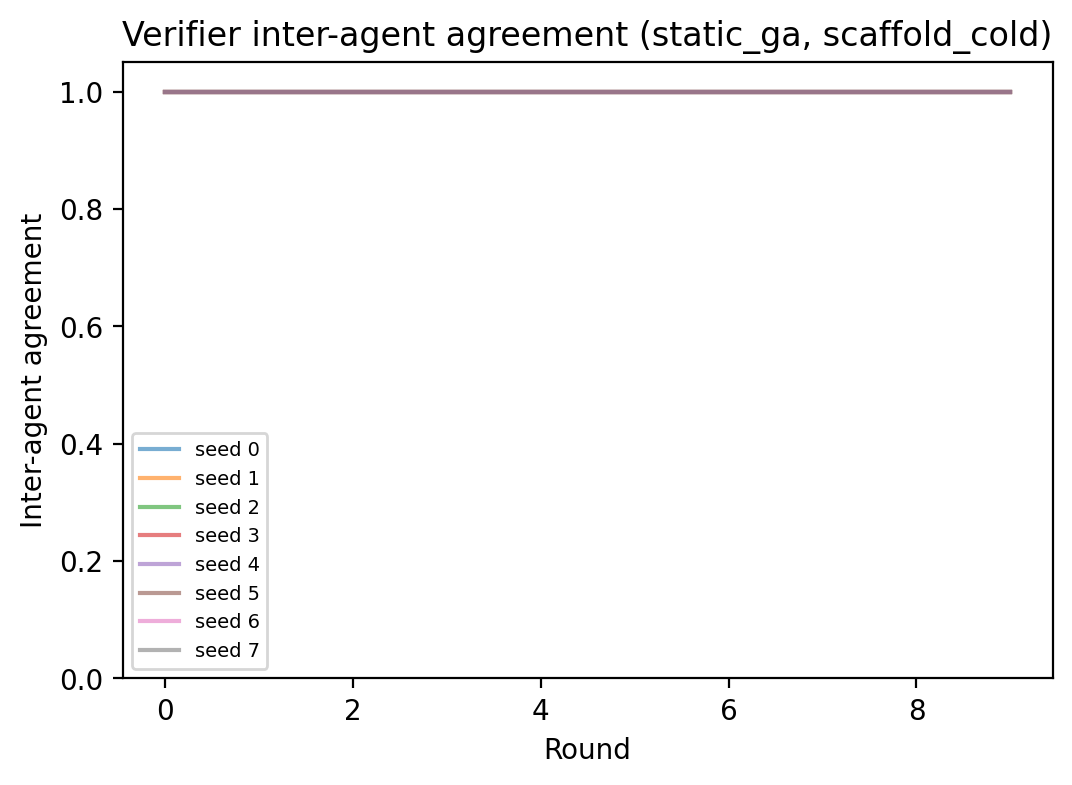 Verifier inter-agent agreement (static_ga, scaffold_cold)
Inter-agent agreement
1.0
0.8
0.6
0.4
0.2
0.0
seed 0
seed 1
seed 2
seed 3
seed 4
seed 5
seed 6
seed 7
0 2 4 6 8
Round